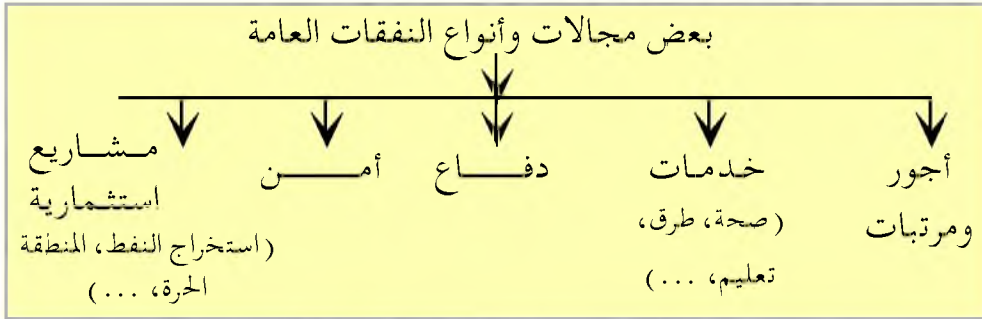 بعض مجالات وأنواع النفقات العامة
أجور
ومرتبات
خدمات
(صحة، طرق،
تعليم، ...)
دفاع
أمن
مشاريع
استثمارية
(استخراج النفط، المنطقة
الحرة، ...)